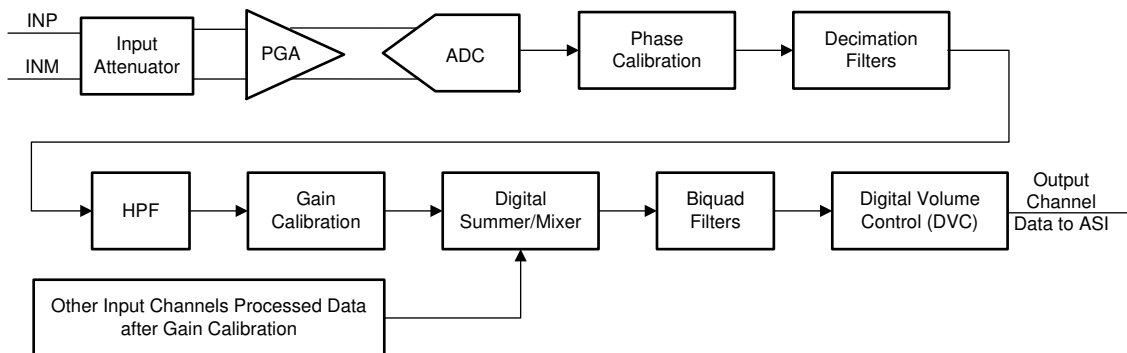 INP
INM
Input
Attenuator
PGA
ADC
Phase
Calibration
Decimation
Filters
HPF
Gain
Calibration
Digital
Summer/Mixer
Biquad
Filters
Digital Volume
Control (DVC)
Output
Channel
Data to ASI
Other Input Channels Processed Data
after Gain Calibration